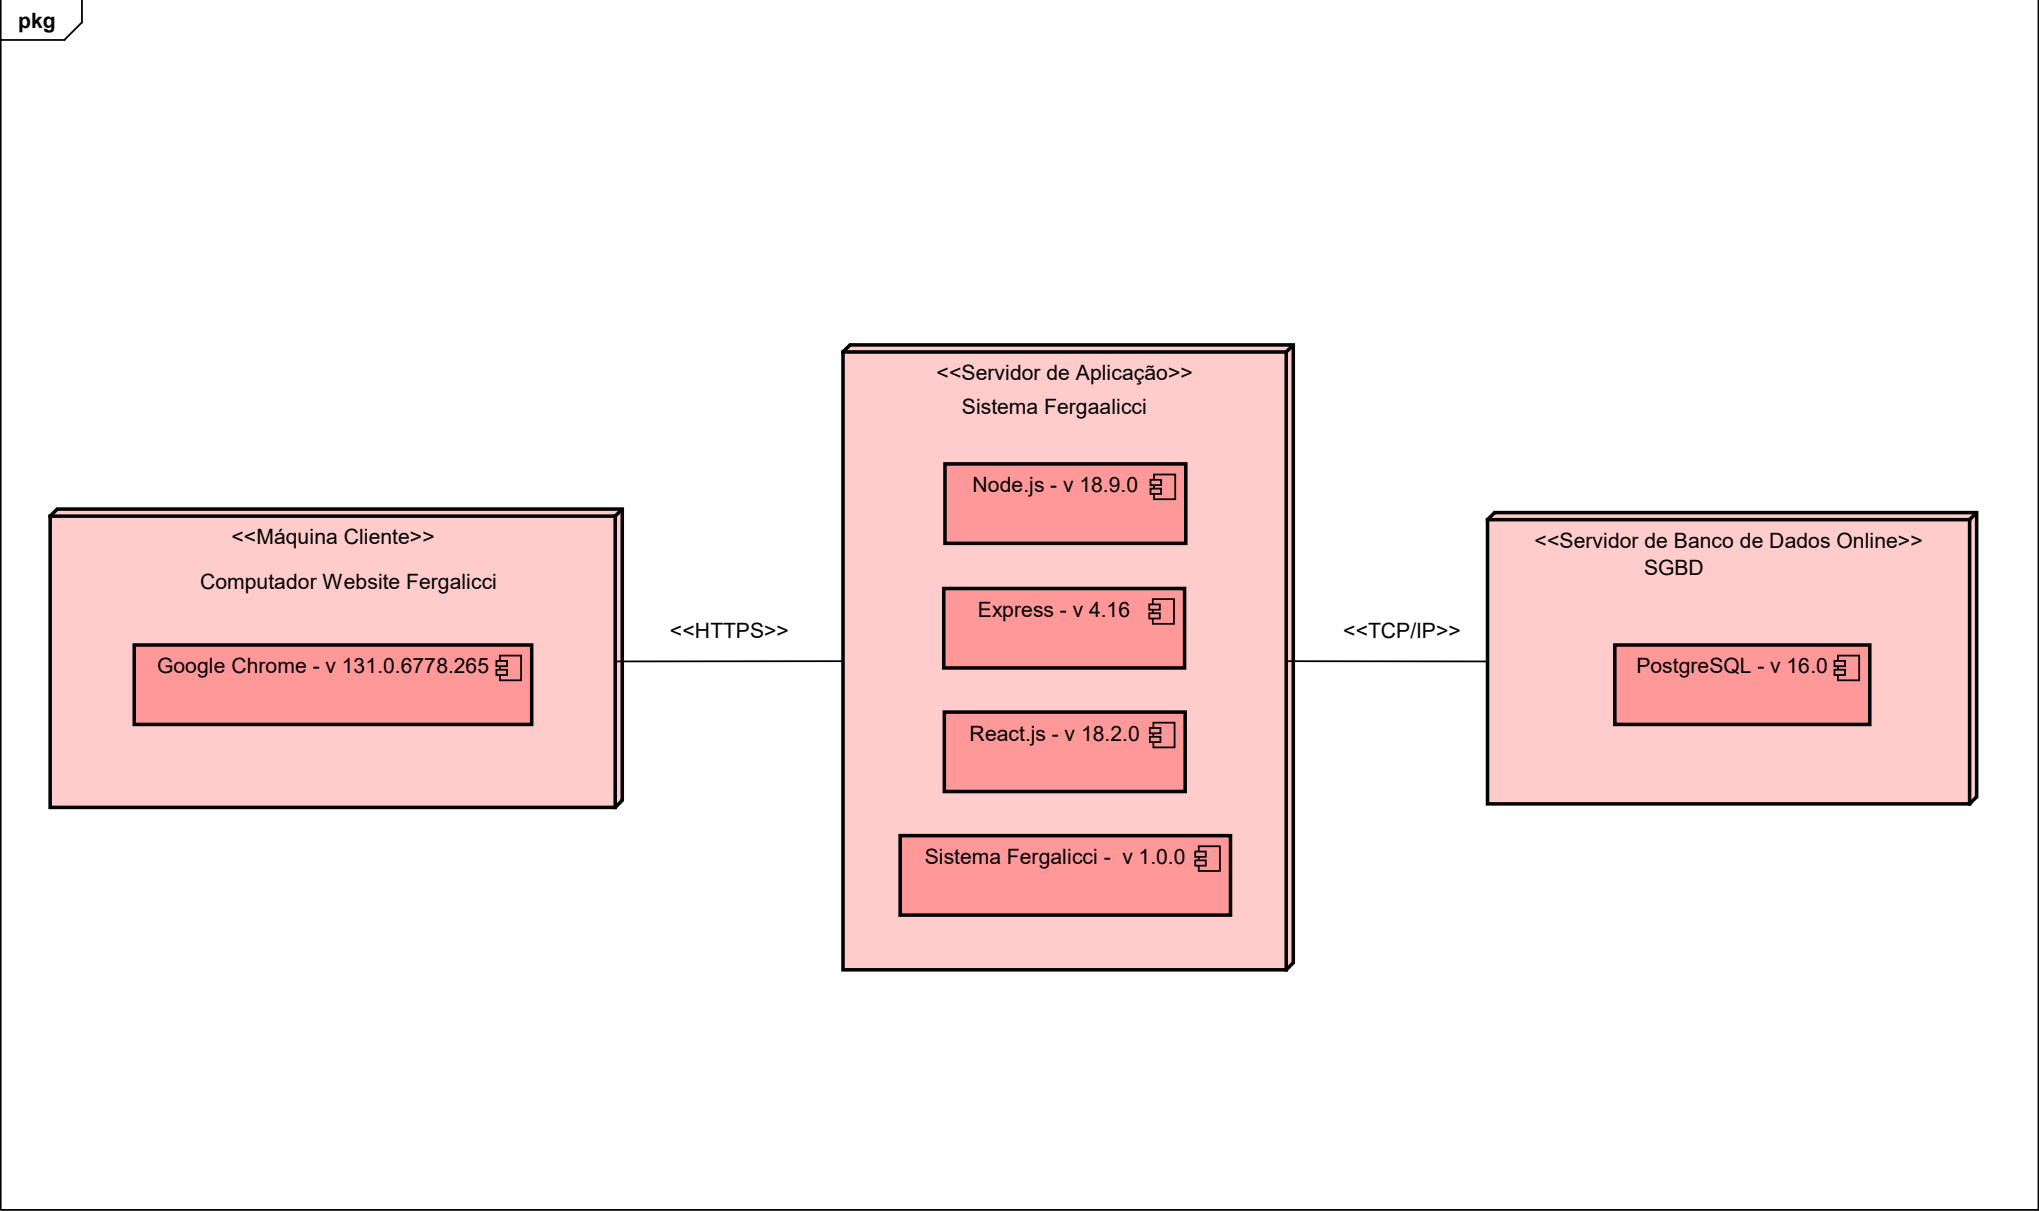 pkg
<<Máquina Cliente>>
Computador Website Fergalicci
Google Chrome - v 131.0.6778.265
<<HTTPS>>
<<Servidor de Aplicação>>
Sistema Fergaalicci
Node.js - v 18.9.0
Express - v 4.16
React.js - v 18.2.0
Sistema Fergalicci -  v 1.0.0
<<TCP/IP>>
<<Servidor de Banco de Dados Online>>
SGBD
PostgreSQL - v 16.0